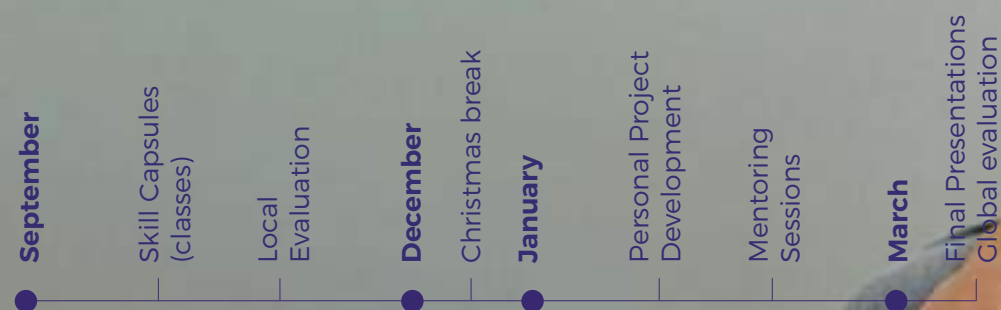 September
Skill Capsules
(classes)
Local
Evaluation
December
Christmas break
January
Personal Project
Development
Mentoring
Sessions
March
Final Presentations
Global evaluation